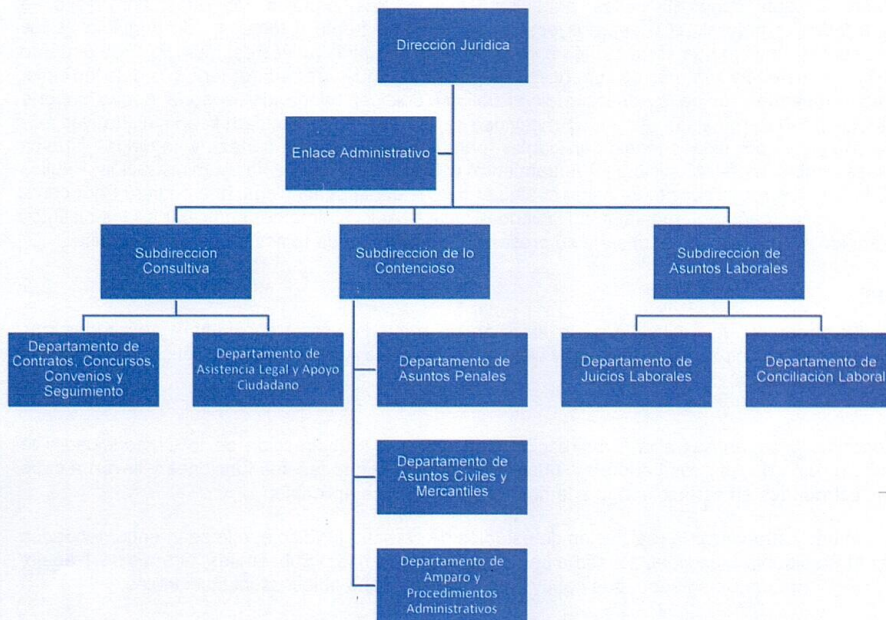 Dirección Jurídica
Enlace Administrativo
Subdirección
Consultiva
Subdirección de lo
Contencioso
Subdirección de
Asuntos Laborales
Departamento de
Contratos, Concursos,
Convenios y
Seguimiento
Departamento de
Asistencia Legal y Apoyo
Ciudadano
Departamento de
Asuntos Penales
Departamento de
Juicios Laborales
Departamento de
Conciliación Laboral
Departamento de
Asuntos Civiles y
Mercantiles
Departamento de
Amparo y
Procedimientos
Administrativos